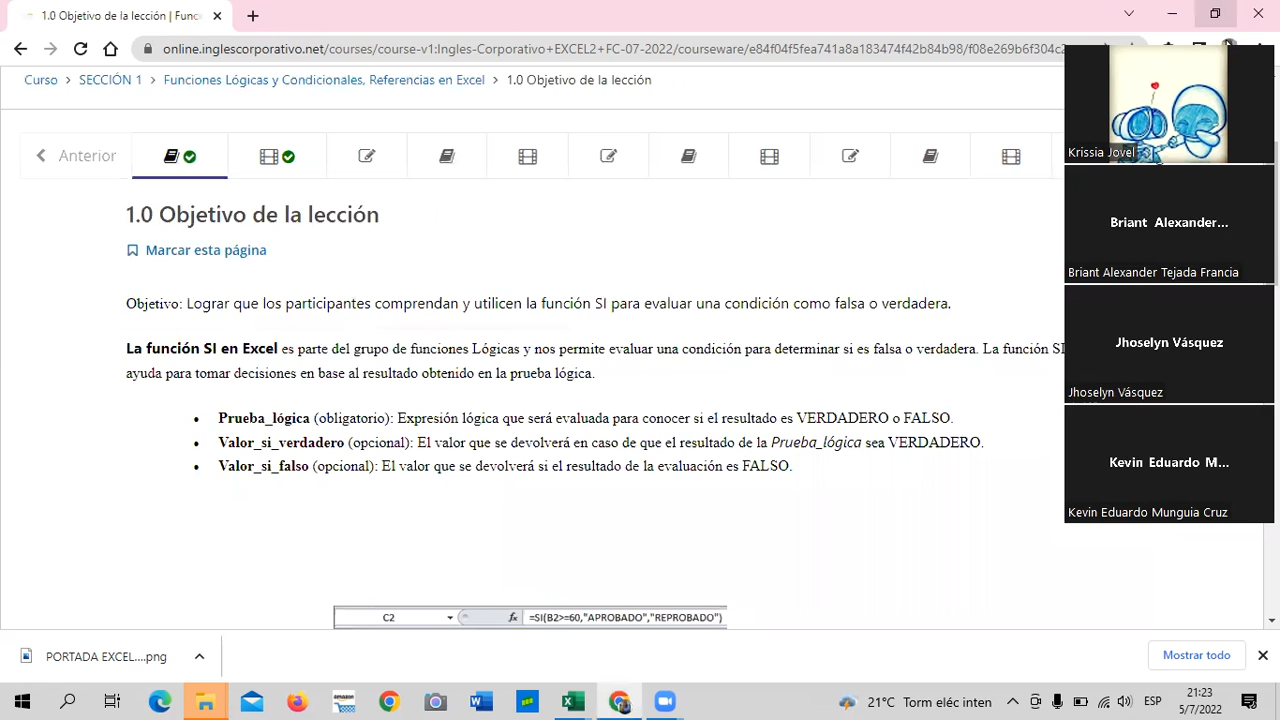 1.0 Objetivo de la lección | Func
online.inglescorporativo.net/courses/course-v1:Ingles-Corporativo+EXCEL2+FC-07-2022/courseware/e84f04f5fea741a8a183474f42b84b98/f08e269b6f304c2
Curso > SECCIÓN 1 > Funciones Lógicas y Condicionales, Referencias en Excel > 1.0 Objetivo de la lección
Anterior
1.0 Objetivo de la lección
Marcar esta página
Objetivo: Lograr que los participantes comprendan y utilicen la función SI para evaluar una condición como falsa o verdadera.
La función SI en Excel es parte del grupo de funciones Lógicas y nos permite evaluar una condición para determinar si es falsa o verdadera. La función SI
ayuda para tomar decisiones en base al resultado obtenido en la prueba lógica.
• Prueba_lógica (obligatorio): Expresión lógica que será evaluada para conocer si el resultado es VERDADERO o FALSO.
• Valor_si_verdadero (opcional): El valor que se devolverá en caso de que el resultado de la Prueba_lógica sea VERDADERO.
• Valor_si_falso (opcional): El valor que se devolverá si el resultado de la evaluación es FALSO.
C2 fx =SI(B2>=60,"APROBADO","REPROBADO")
Krissia Jovel
Briant Alexander...
Briant Alexander Tejada Francia
Jhoselyn Vásquez
Jhoselyn Vásquez
Kevin Eduardo M...
Kevin Eduardo Munguia Cruz
PORTADA EXCEL....png
Mostrar todo
amazon
21°C Torm eléc inten
ESP
21:23
5/7/2022